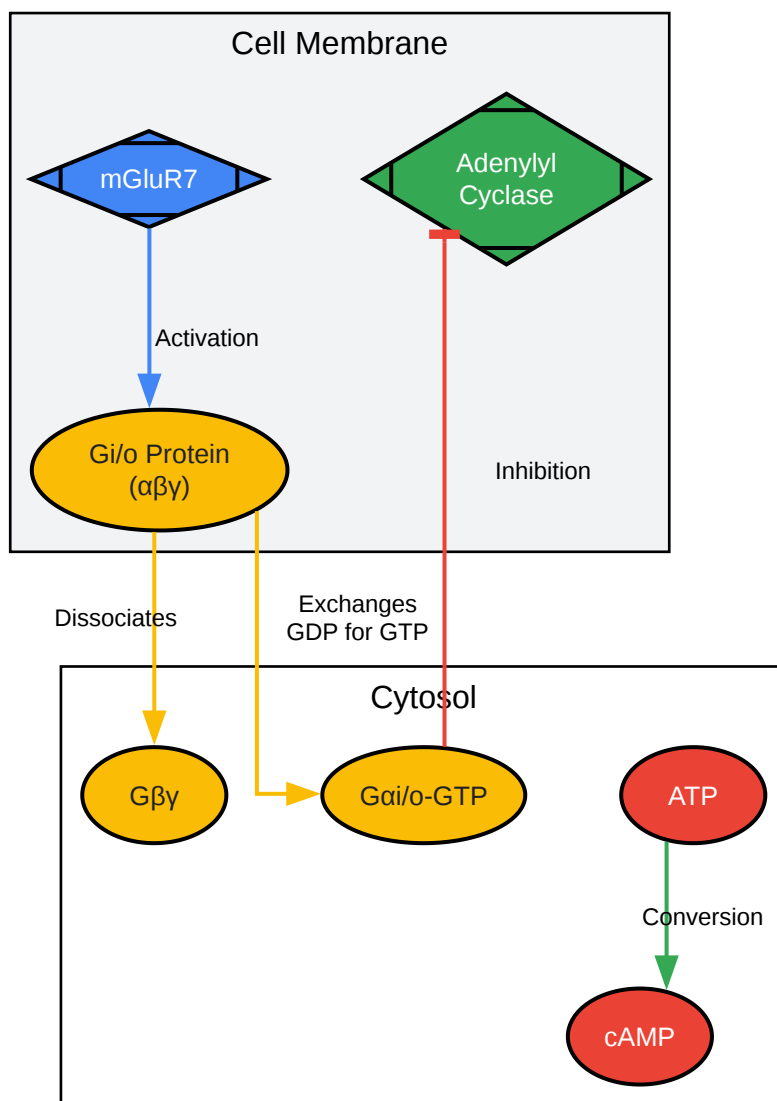 Cell Membrane
mGluR7
Adenylyl
Cyclase
Activation
Gi/o Protein
(αβγ)
Inhibition
Dissociates
Exchanges
GDP for GTP
Cytosol
Gβγ
Gαi/o-GTP
ATP
Conversion
cAMP